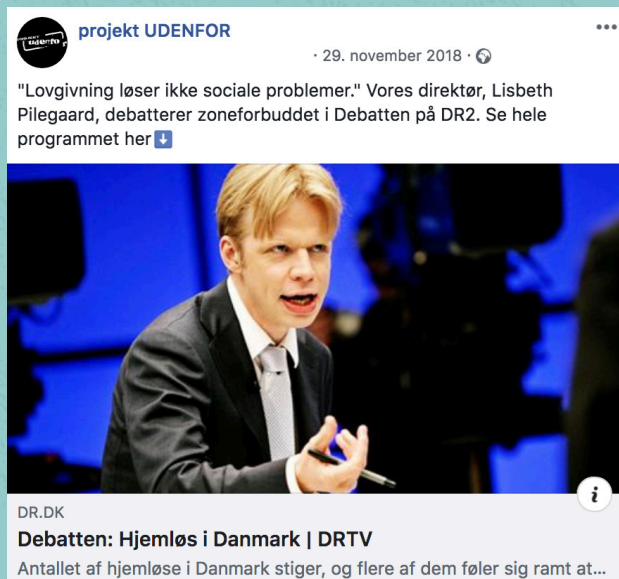 projekt UDENFOR
· 29. november 2018 ·
"Lovgivning løser ikke sociale problemer." Vores direktør, Lisbeth
Pilegaard, debatterer zoneforbuddet i Debatten på DR2. Se hele
programmet her
DR.DK
Debatten: Hjemløs i Danmark | DRTV
Antallet af hjemløse i Danmark stiger, og flere af dem føler sig ramt at...